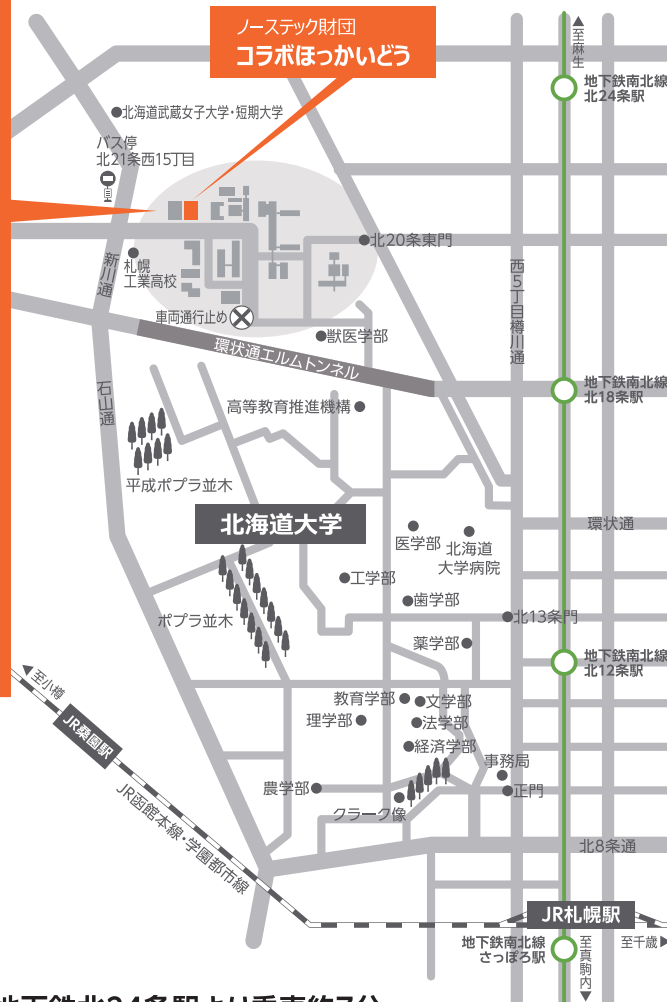 ノーステック財団
コラボほっかいどう
至麻生
地下鉄南北線
北24条駅
北海道武蔵女子大学・短期大学
バス停
北21条西15丁目
北20条東門
新川通
札幌
工業高校
西5丁目樽川通
車両通行止め
獣医学部
環状通エルムトンネル
地下鉄南北線
北18条駅
石山通
高等教育推進機構
平成ポプラ並木
北海道大学
環状通
医学部
北海道
大学病院
工学部
ポプラ並木
歯学部
北13条門
薬学部
地下鉄南北線
北12条駅
至小樽
教育学部
文学部
理学部
法学部
JR桑園駅
経済学部
事務局
農学部
正門
クラーク像
JR函館本線・学園都市線
北8条通
JR札幌駅
地下鉄南北線
さっぽろ駅
至真駒内
至千歳